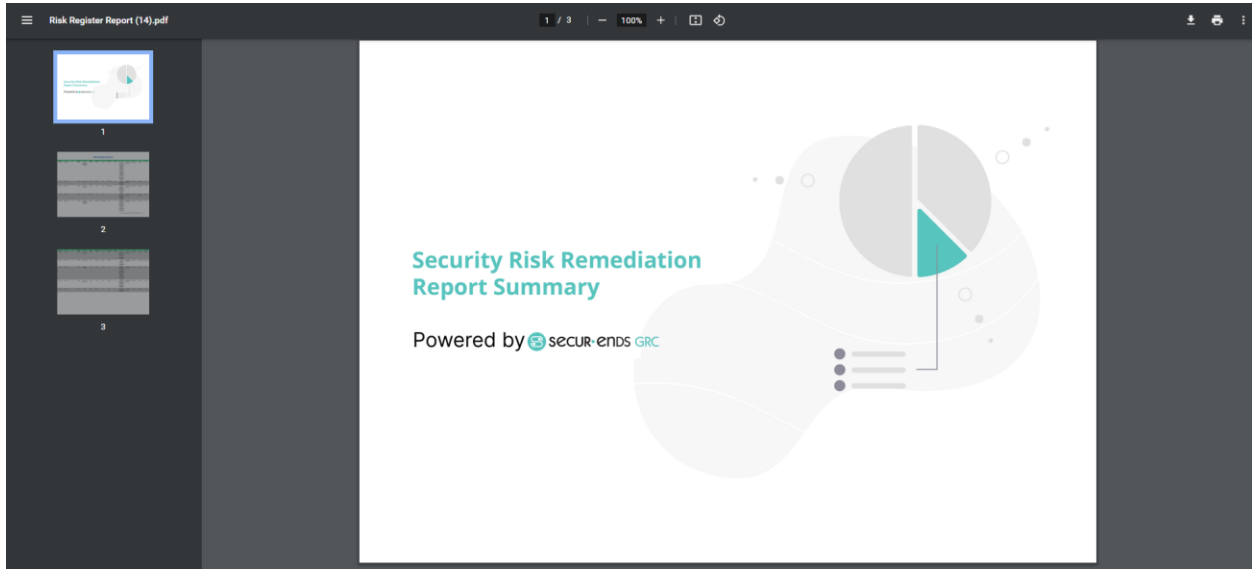 Risk Register Report (14).pdf
1 / 3
100%
1
2
3
Security Risk Remediation
Report Summary
Powered by secur-ends GRC